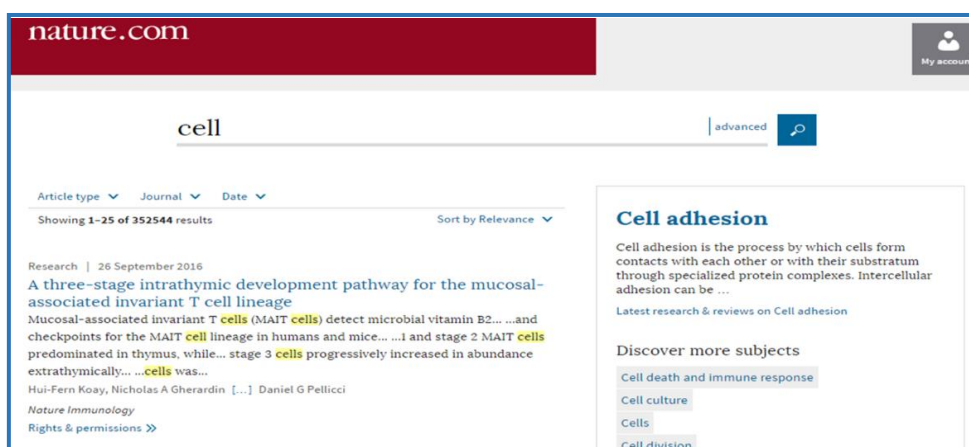 nature.com
My accoun
cell
advanced
Article type
Journal
Date
Showing 1-25 of 352544 results
Sort by Relevance
Research | 26 September 2016
A three-stage intrathymic development pathway for the mucosal-
associated invariant T cell lineage
Mucosal-associated invariant T cells (MAIT cells) detect microbial vitamin B2... ...and
checkpoints for the MAIT cell lineage in humans and mice... ...1 and stage 2 MAIT cells
predominated in thymus, while... stage 3 cells progressively increased in abundance
extrathymically... ...cells was...
Hui-Fern Koay, Nicholas A Gherardin [...] Daniel G Pellicci
Nature Immunology
Rights & permissions »
Cell adhesion
Cell adhesion is the process by which cells form
contacts with each other or with their substratum
through specialized protein complexes. Intercellular
adhesion can be ...
Latest research & reviews on Cell adhesion
Discover more subjects
Cell death and immune response
Cell culture
Cells
Cell division